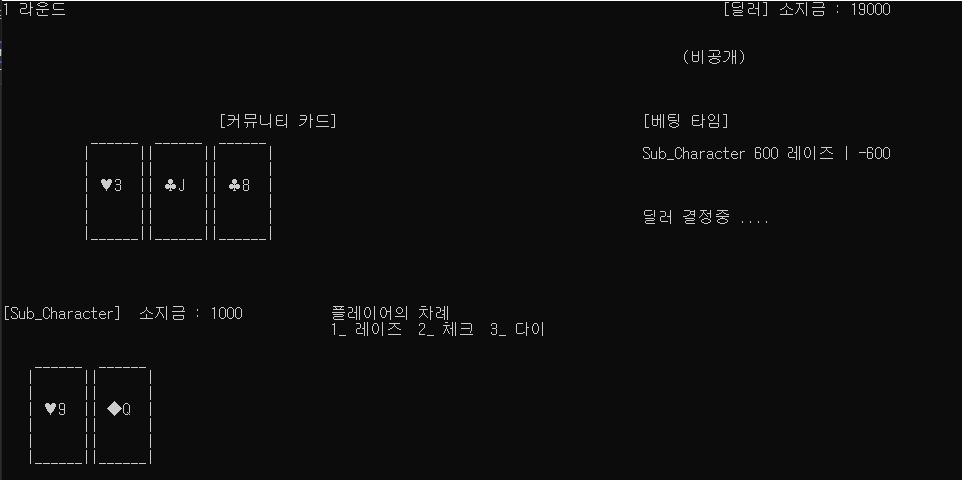 1 라운드
[딜러] 소지금 : 19000
(비공개)
[커뮤니티 카드]
♥3 ♣J ♣8
[베팅 타임]
Sub_Character 600 레이즈 | -600
딜러 결정중 ....
[Sub_Character] 소지금 : 1000
플레이어의 차례
1_ 레이즈 2_ 체크 3_ 다이
♥9 ◆Q